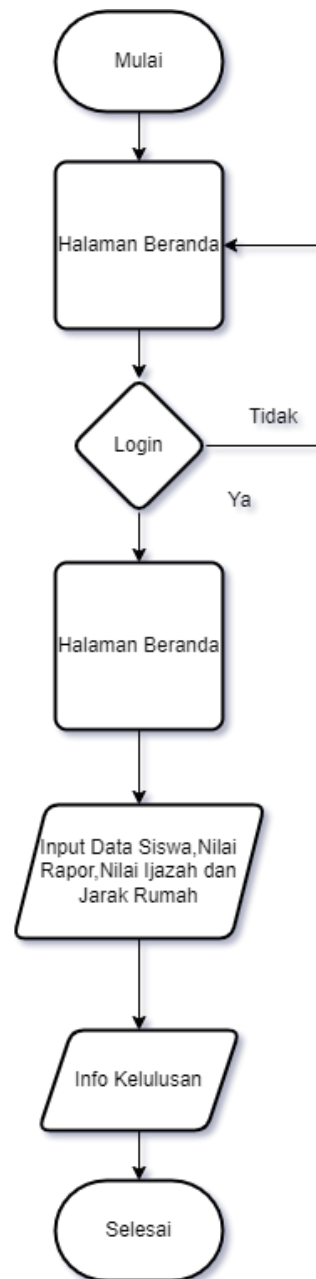 Mulai
Halaman Beranda
Login
Tidak
Ya
Halaman Beranda
Input Data Siswa,Nilai
Rapor,Nilai Ijazah dan
Jarak Rumah
Info Kelulusan
Selesai